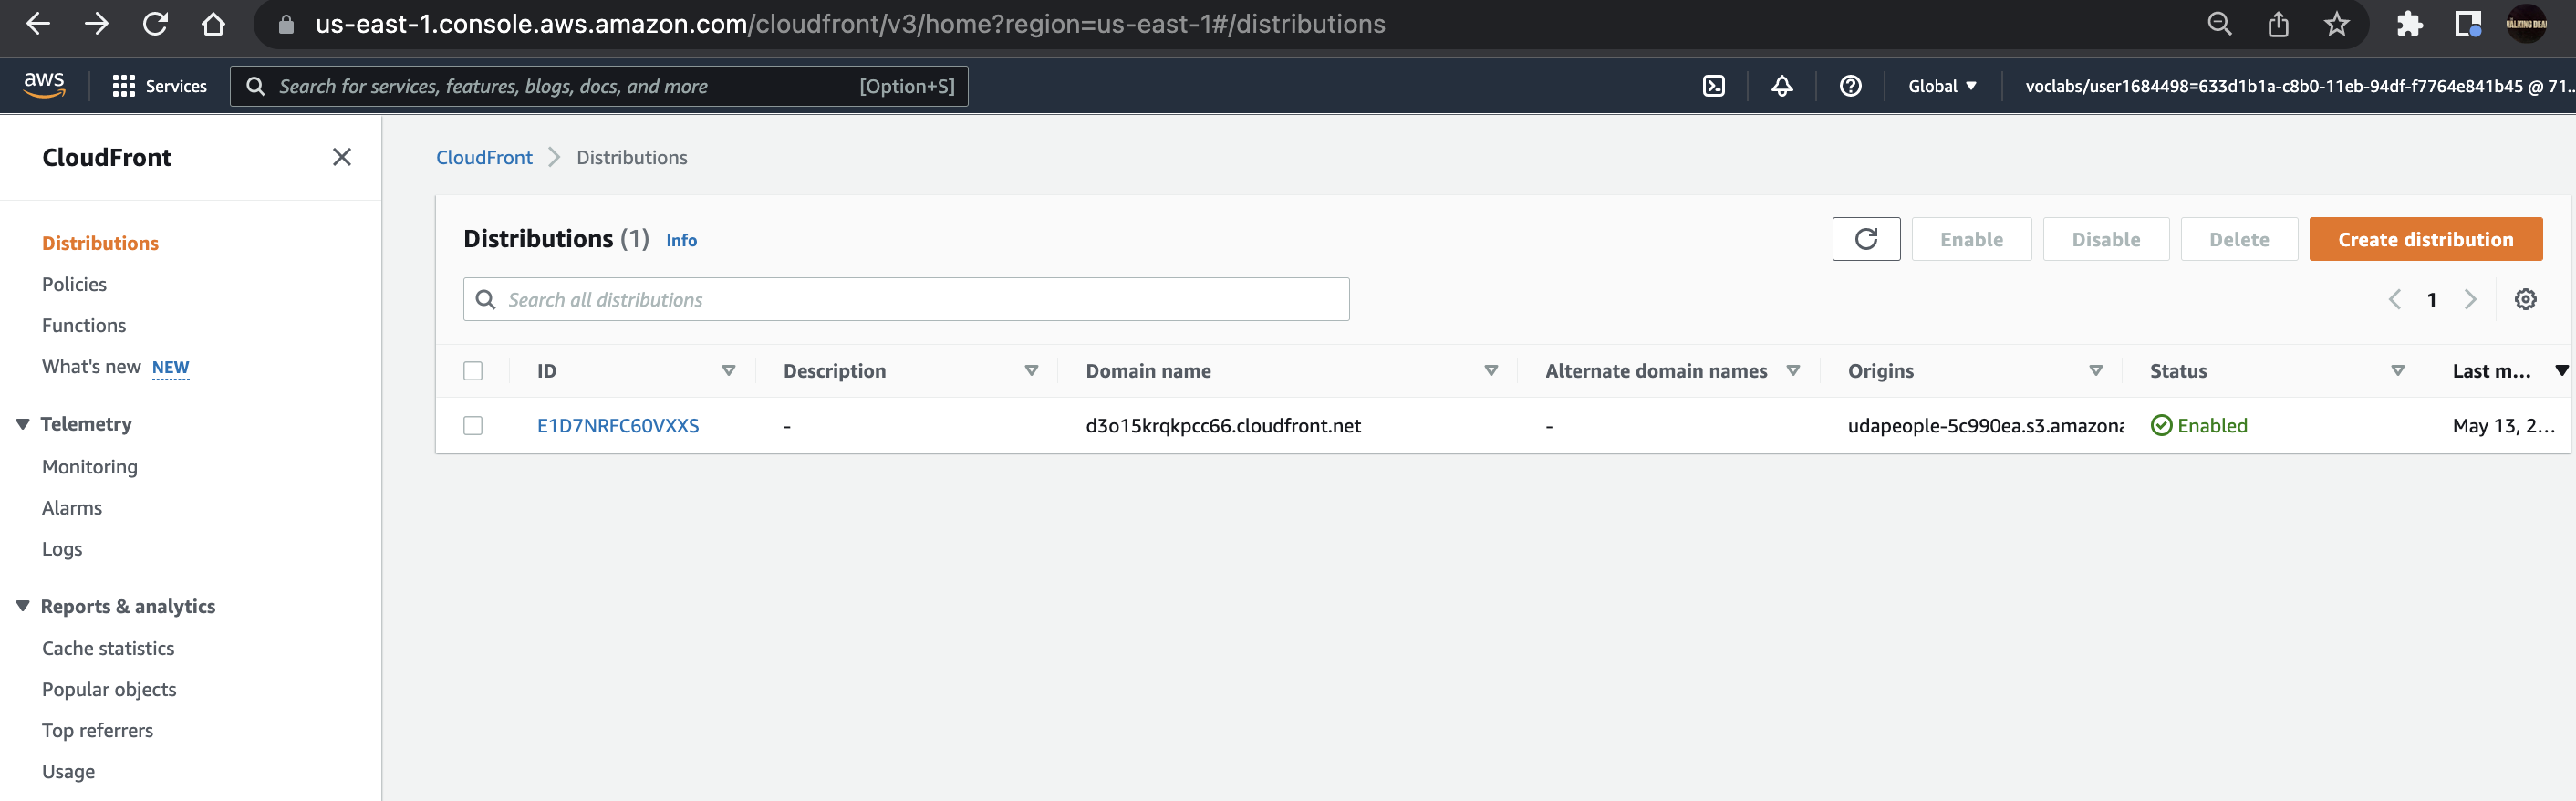 us-east-1.console.aws.amazon.com/cloudfront/v3/home?region=us-east-1#/distributions
aws Services Search for services, features, blogs, docs, and more [Option+S] Global voclabs/user1684498=633d1b1a-c8b0-11eb-94df-f7764e841b45 @ 71...
CloudFront
Distributions
Policies
Functions
What's new NEW
Telemetry
Monitoring
Alarms
Logs
Reports & analytics
Cache statistics
Popular objects
Top referrers
Usage
CloudFront > Distributions
Distributions (1) Info
Enable Disable Delete Create distribution
Search all distributions
1
ID Description Domain name Alternate domain names Origins Status Last m...
E1D7NRFC60VXXS - d3o15krqkpcc66.cloudfront.net - udapeople-5c990ea.s3.amazona Enabled May 13, 2...